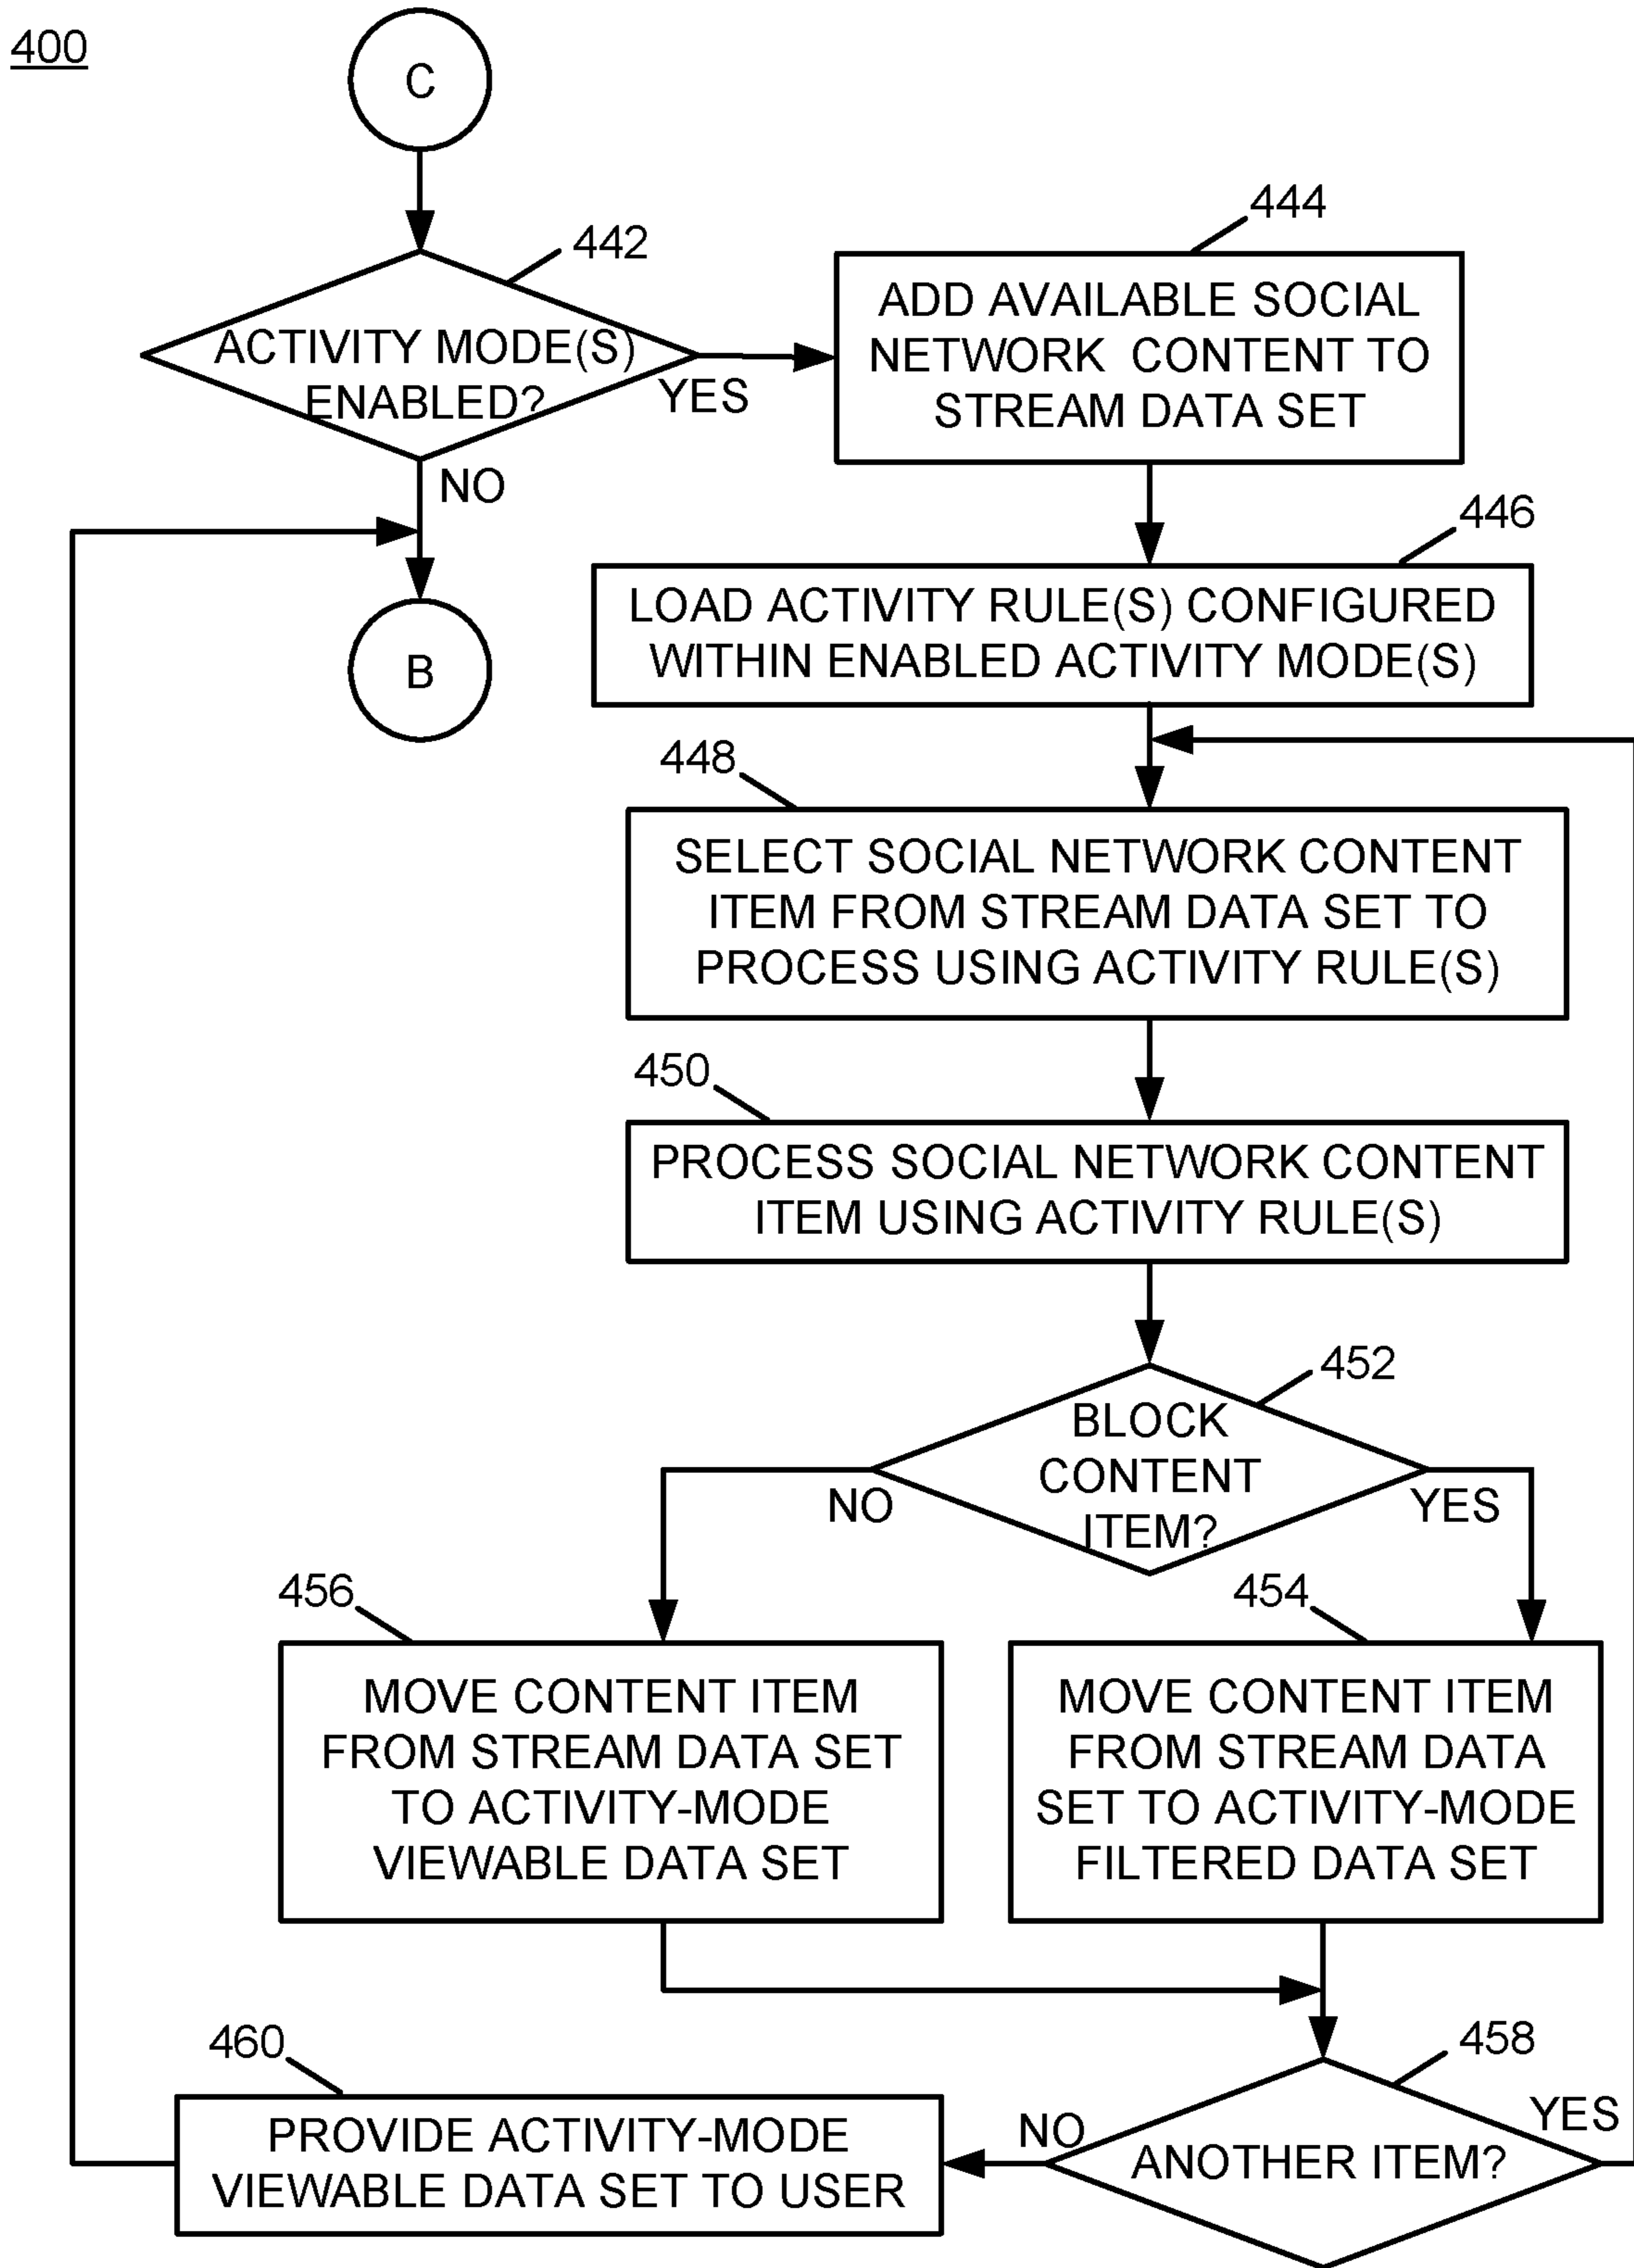 400
C
442
ACTIVITY MODE(S)
ENABLED?
YES
NO
B
444
ADD AVAILABLE SOCIAL
NETWORK CONTENT TO
STREAM DATA SET
446
LOAD ACTIVITY RULE(S) CONFIGURED
WITHIN ENABLED ACTIVITY MODE(S)
448
SELECT SOCIAL NETWORK CONTENT
ITEM FROM STREAM DATA SET TO
PROCESS USING ACTIVITY RULE(S)
450
PROCESS SOCIAL NETWORK CONTENT
ITEM USING ACTIVITY RULE(S)
452
BLOCK
CONTENT
ITEM?
NO
YES
456
MOVE CONTENT ITEM
FROM STREAM DATA SET
TO ACTIVITY-MODE
VIEWABLE DATA SET
454
MOVE CONTENT ITEM
FROM STREAM DATA
SET TO ACTIVITY-MODE
FILTERED DATA SET
458
ANOTHER ITEM?
YES
NO
460
PROVIDE ACTIVITY-MODE
VIEWABLE DATA SET TO USER